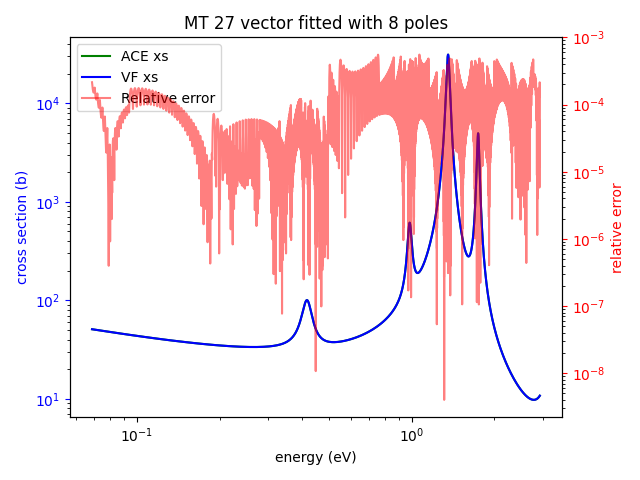 MT 27 vector fitted with 8 poles
ACE xs
VF xs
Relative error
cross section (b)
10^4
10^3
10^2
10^1
10^-3
10^-4
10^-5
10^-6
10^-7
10^-8
relative error
10^-1
10^0
energy (eV)